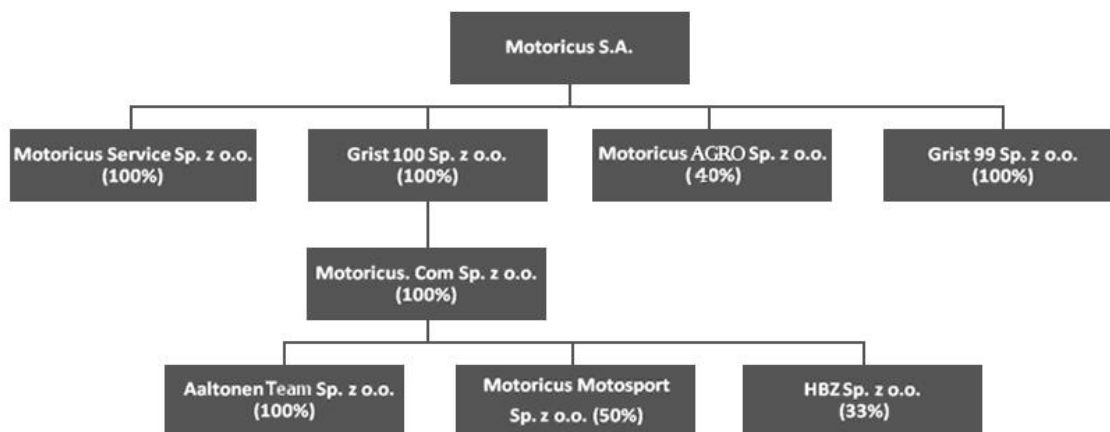 Motoricus S.A.
Motoricus Service Sp. z o.o.
(100%)
Grist 100 Sp. z o.o.
(100%)
Motoricus AGRO Sp. z o.o.
( 40%)
Grist 99 Sp. z o.o.
(100%)
Motoricus. Com Sp. z o.o.
(100%)
Aaltonen Team Sp. z o.o.
(100%)
Motoricus Motosport
Sp. z o.o. (50%)
HBZ Sp. z o.o.
(33%)